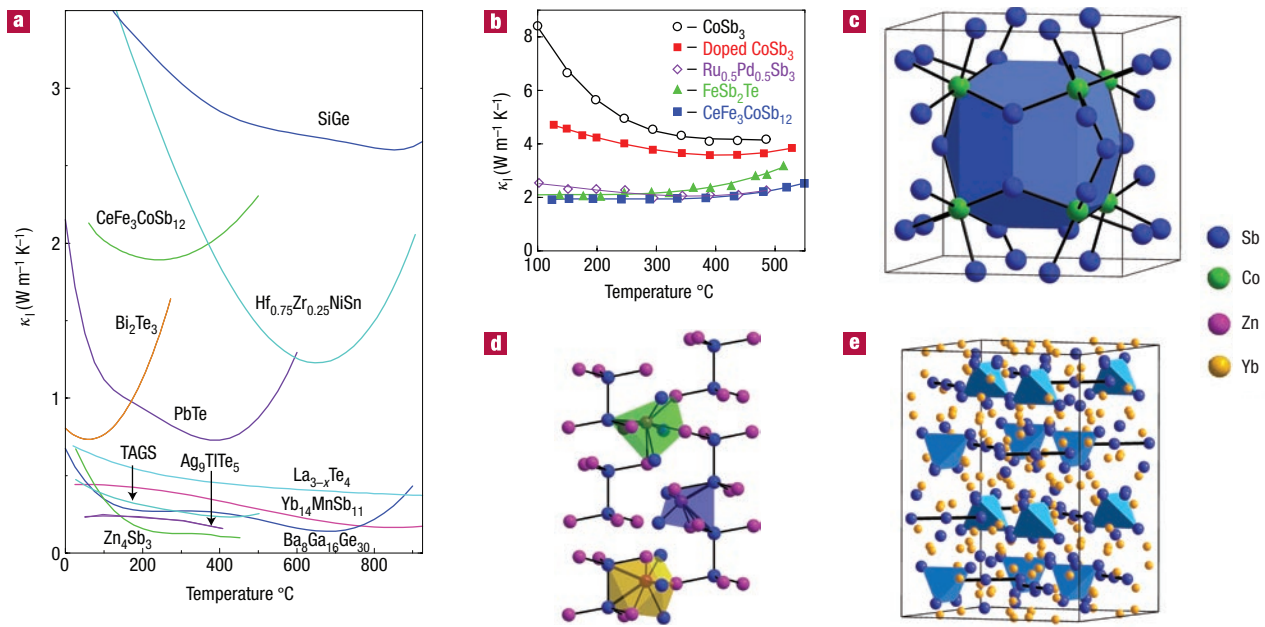 a
κl (W m−1 K−1)
3
2
1
0
0
200
400
600
800
Temperature °C
SiGe
CeFe3CoSb12
Hf0.75Zr0.25NiSn
Bi2Te3
PbTe
TAGS
Ag9TlTe5
La3–xTe4
Yb14MnSb11
Zn4Sb3
Ba8Ga16Ge30
b
κl (W m−1 K−1)
8
6
4
2
0
100
200
300
400
500
Temperature °C
CoSb3
Doped CoSb3
Ru0.5Pd0.5Sb3
FeSb2Te
CeFe3CoSb12
c
d
e
Sb
Co
Zn
Yb